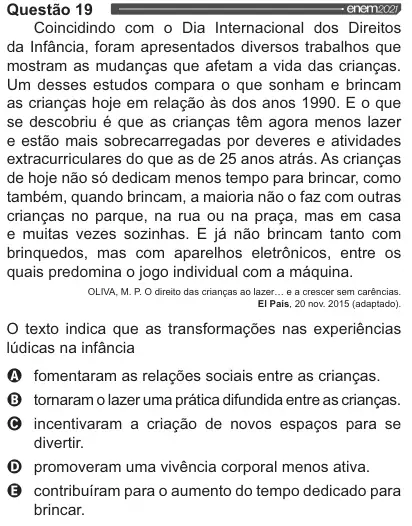 Questão 19 enem2021
Coincidindo com o Dia Internacional dos Direitos
da Infância, foram apresentados diversos trabalhos que
mostram as mudanças que afetam a vida das crianças.
Um desses estudos compara o que sonham e brincam
as crianças hoje em relação às dos anos 1990. E o que
se descobriu é que as crianças têm agora menos lazer
e estão mais sobrecarregadas por deveres e atividades
extracurriculares do que as de 25 anos atrás. As crianças
de hoje não só dedicam menos tempo para brincar, como
também, quando brincam, a maioria não o faz com outras
crianças no parque, na rua ou na praça, mas em casa
e muitas vezes sozinhas. E já não brincam tanto com
brinquedos, mas com aparelhos eletrônicos, entre os
quais predomina o jogo individual com a máquina.
OLIVA, M. P. O direito das crianças ao lazer… e a crescer sem carências.
El País, 20 nov. 2015 (adaptado).
O texto indica que as transformações nas experiências
lúdicas na infância
A fomentaram as relações sociais entre as crianças.
B tornaram o lazer uma prática difundida entre as crianças.
C incentivaram a criação de novos espaços para se
divertir.
D promoveram uma vivência corporal menos ativa.
E contribuíram para o aumento do tempo dedicado para
brincar.